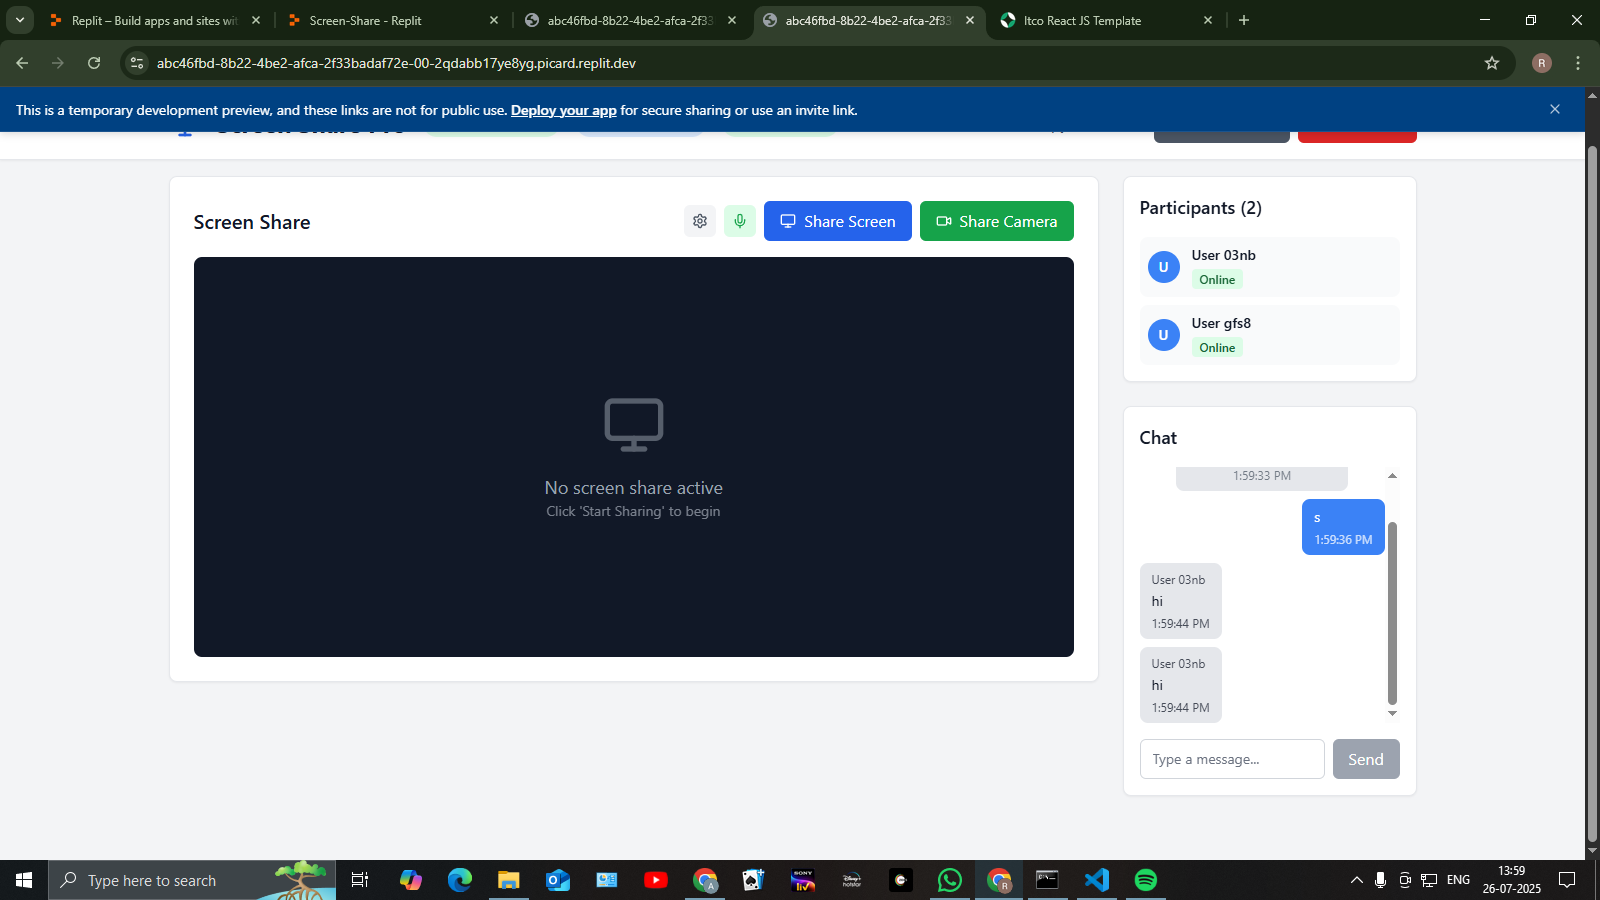 Replit – Build apps and sites wit
Screen-Share - Replit
abc46fbd-8b22-4be2-afca-2f33
abc46fbd-8b22-4be2-afca-2f33
Itco React JS Template
abc46fbd-8b22-4be2-afca-2f33badaf72e-00-2qdabb17ye8yg.picard.replit.dev
R
This is a temporary development preview, and these links are not for public use. Deploy your app for secure sharing or use an invite link.
Screen Share
Share Screen
Share Camera
No screen share active
Click 'Start Sharing' to begin
Participants (2)
U
User 03nb
Online
U
User gfs8
Online
Chat
1:59:33 PM
s
1:59:36 PM
User 03nb
hi
1:59:44 PM
User 03nb
hi
1:59:44 PM
Type a message...
Send
Type here to search
SONY
liv
hotstar
A
R
ENG
13:59
26-07-2025